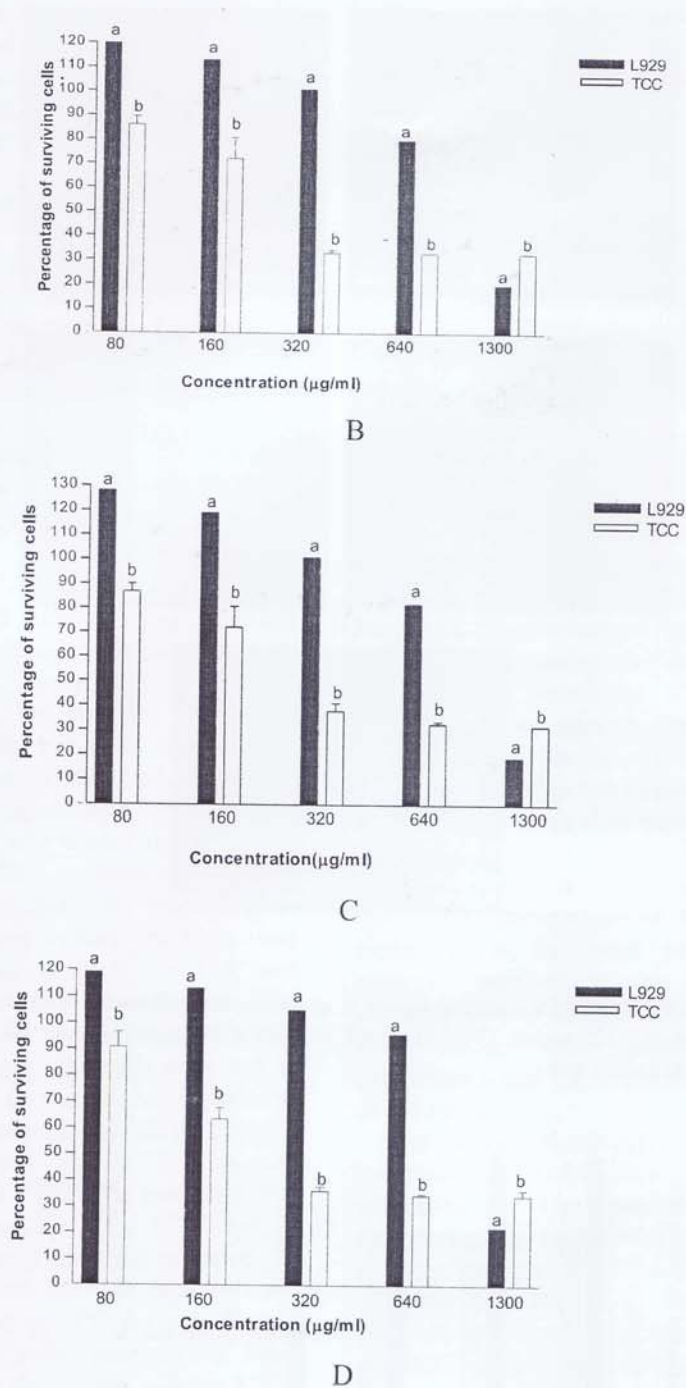 120
110
100
90
80
70
60
50
40
30
20
10
0
Percentage of surviving cells
a
b
a
b
a
b
a
b
a
b
L929
TCC
80 160 320 640 1300
Concentration (µg/ml)
B
130
120
110
100
90
80
70
60
50
40
30
20
10
0
Percentage of surviving cells
a
b
a
b
a
b
a
b
a
b
L929
TCC
80 160 320 640 1300
Concentration(µg/ml)
C
120
110
100
90
80
70
60
50
40
30
20
10
0
Percentage of surviving cells
a
b
a
b
a
b
a
b
a
b
L929
TCC
80 160 320 640 1300
Concentration (µg/ml)
D